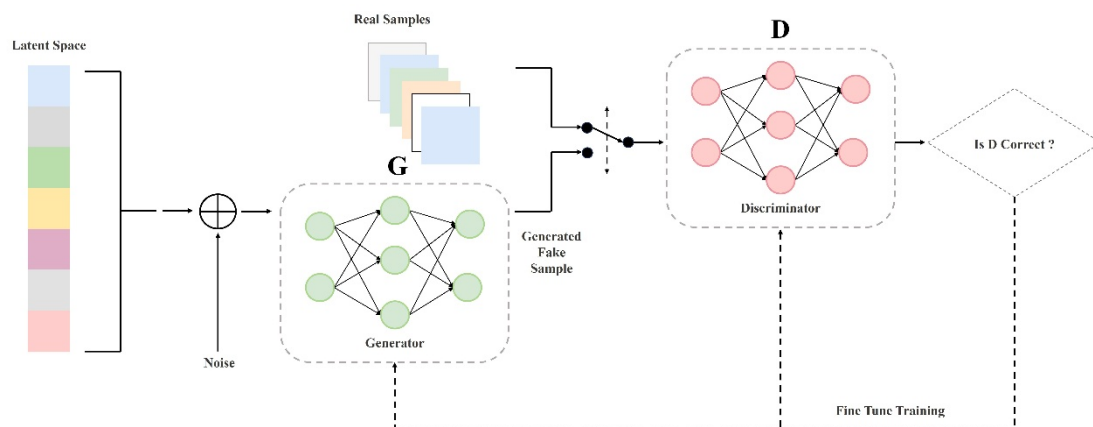 Real Samples
D
Latent Space
Is D Correct ?
G
Discriminator
Generated
Fake
Sample
Generator
Noise
Fine Tune Training